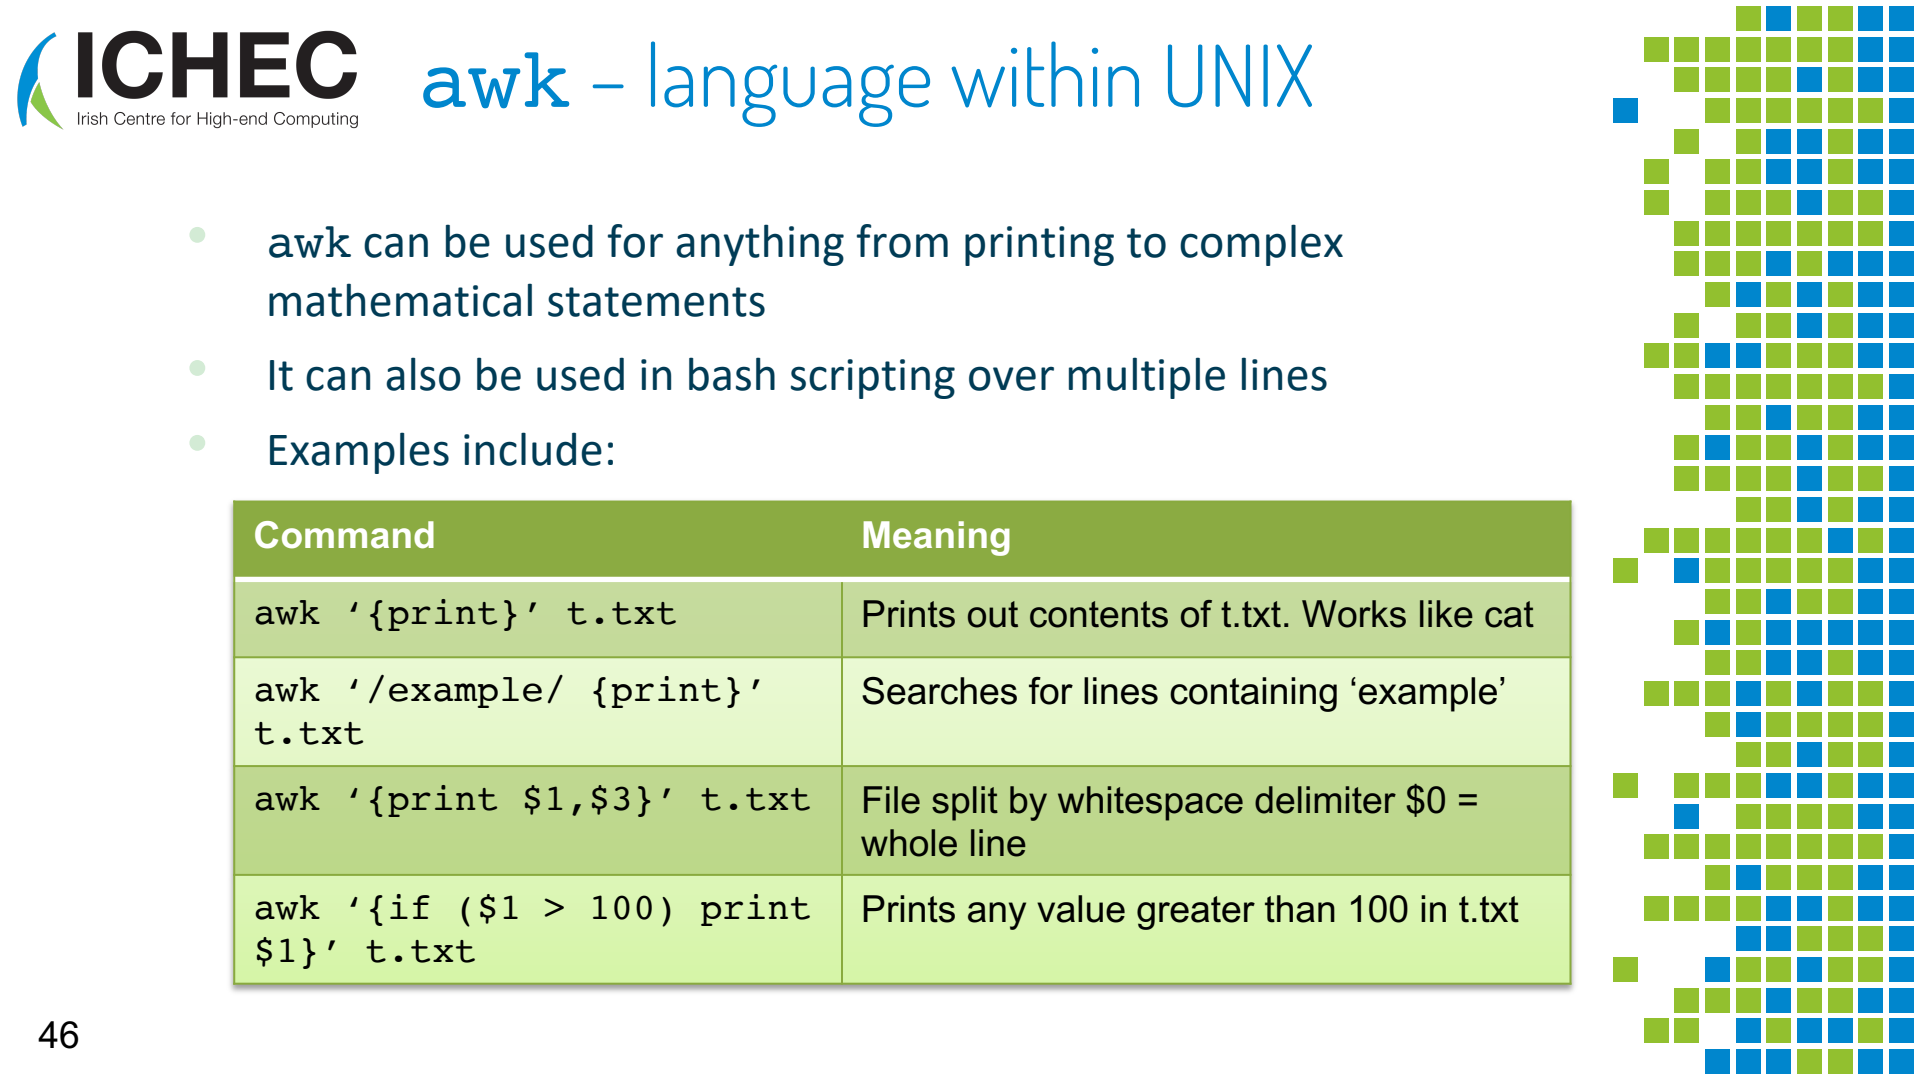 ICHEC
Irish Centre for High-end Computing
awk – language within UNIX
• awk can be used for anything from printing to complex
mathematical statements
• It can also be used in bash scripting over multiple lines
• Examples include:
Command Meaning
awk ‘{print}’ t.txt Prints out contents of t.txt. Works like cat
awk ‘/example/ {print}’ Searches for lines containing ‘example’
t.txt
awk ‘{print $1,$3}’ t.txt File split by whitespace delimiter $0 =
whole line
awk ‘{if ($1 > 100) print Prints any value greater than 100 in t.txt
$1}’ t.txt
46